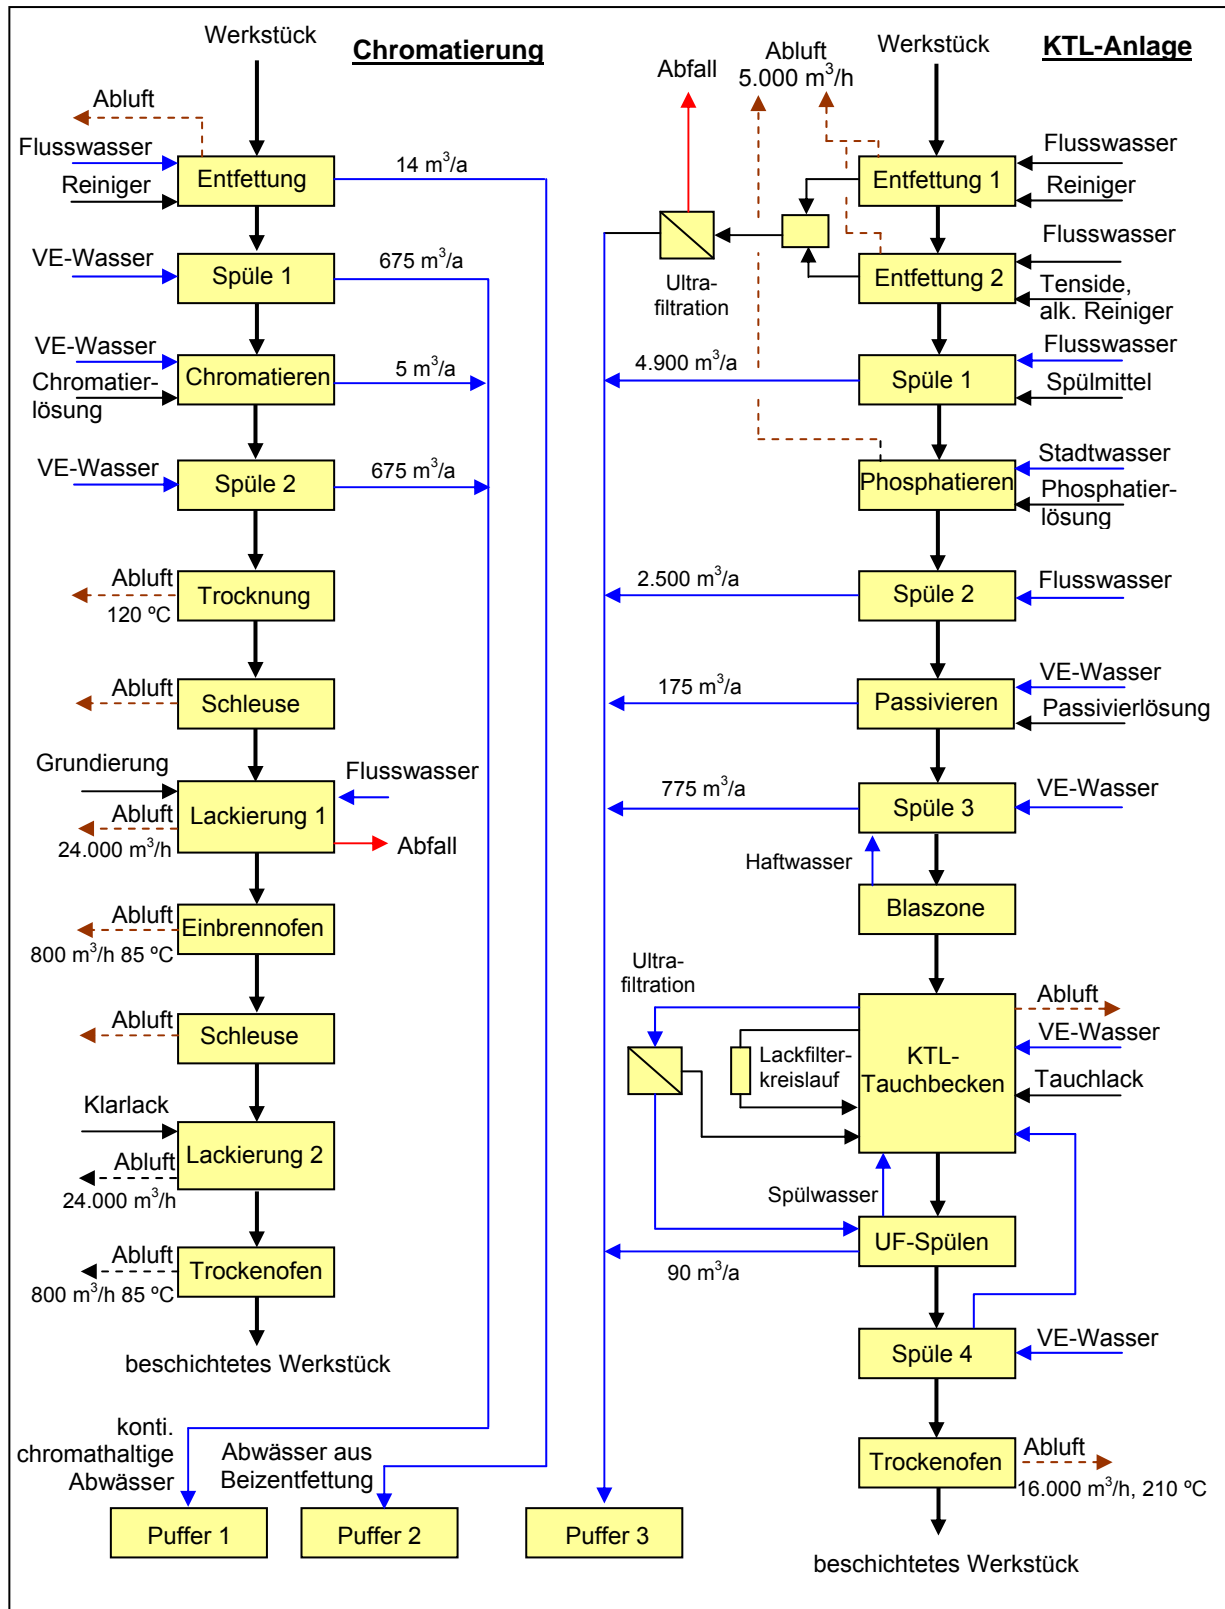 Werkstück
Chromatierung
Abluft
Flusswasser
Reiniger
Entfettung
14 m³/a
VE-Wasser
Spüle 1
675 m³/a
VE-Wasser
Chromatier-
lösung
Chromatieren
5 m³/a
VE-Wasser
Spüle 2
675 m³/a
Abluft
120 ºC
Trocknung
Abluft
Schleuse
Grundierung
Abluft
24.000 m³/h
Lackierung 1
Flusswasser
Abfall
Abluft
800 m³/h 85 ºC
Einbrennofen
Abluft
Schleuse
Klarlack
Abluft
24.000 m³/h
Lackierung 2
Abluft
800 m³/h 85 ºC
Trockenofen
beschichtetes Werkstück
konti.
chromathaltige
Abwässer
Abwässer aus
Beizentfettung
Puffer 1
Puffer 2
Puffer 3
KTL-Anlage
Werkstück
Abluft
5.000 m³/h
Abfall
Entfettung 1
Flusswasser
Reiniger
Ultra-
filtration
Entfettung 2
Flusswasser
Tenside,
alk. Reiniger
4.900 m³/a
Spüle 1
Flusswasser
Spülmittel
Phosphatieren
Stadtwasser
Phosphatier-
lösung
2.500 m³/a
Spüle 2
Flusswasser
175 m³/a
Passivieren
VE-Wasser
Passivierlösung
775 m³/a
Spüle 3
VE-Wasser
Haftwasser
Blaszone
Ultra-
filtration
Lackfilter-
kreislauf
KTL-
Tauchbecken
Abluft
VE-Wasser
Tauchlack
Spülwasser
UF-Spülen
90 m³/a
Spüle 4
VE-Wasser
Trockenofen
Abluft
16.000 m³/h, 210 ºC
beschichtetes Werkstück